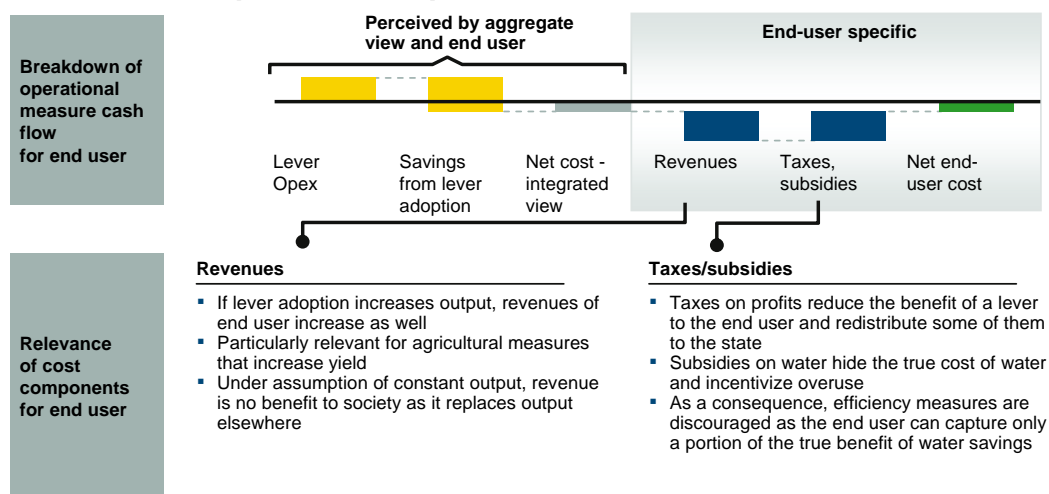 Perceived by aggregate
view and end user
End-user specific
Breakdown of
operational
measure cash
flow
for end user
Lever
Opex
Savings
from lever
adoption
Net cost -
integrated
view
Revenues
Taxes,
subsidies
Net end-
user cost
Relevance
of cost
components
for end user
Revenues
▪ If lever adoption increases output, revenues of
end user increase as well
▪ Particularly relevant for agricultural measures
that increase yield
▪ Under assumption of constant output, revenue
is no benefit to society as it replaces output
elsewhere
Taxes/subsidies
▪ Taxes on profits reduce the benefit of a lever
to the end user and redistribute some of them
to the state
▪ Subsidies on water hide the true cost of water
and incentivize overuse
▪ As a consequence, efficiency measures are
discouraged as the end user can capture only
a portion of the true benefit of water savings